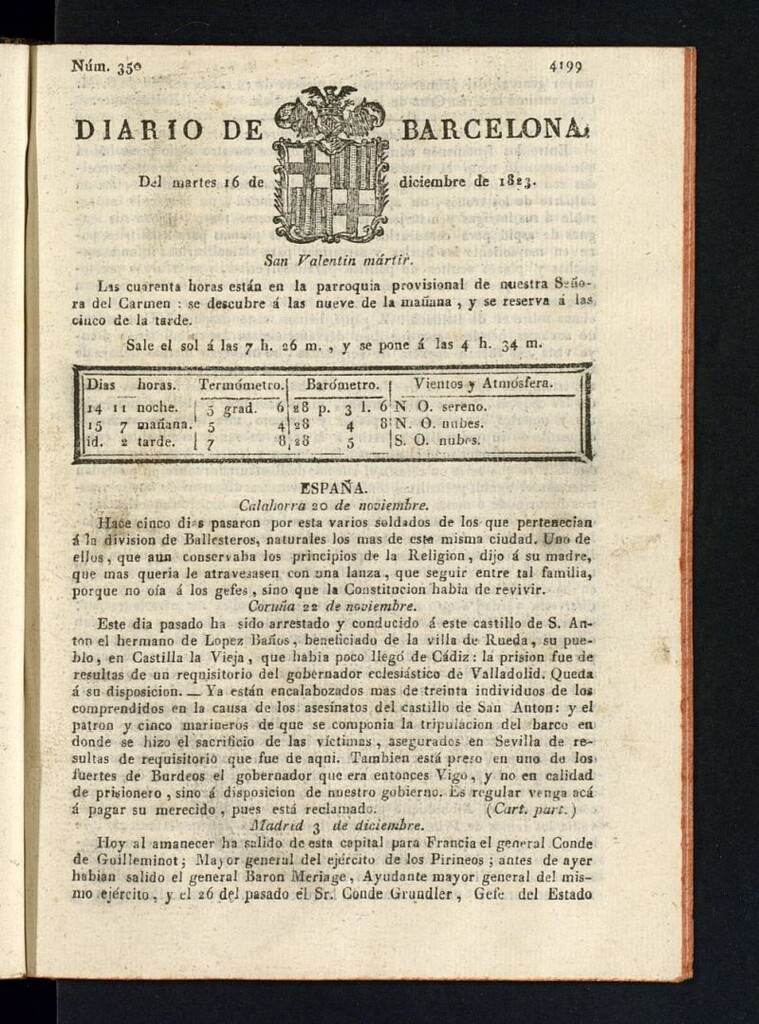 Núm. 350 4199
DIARIO DE BARCELONA,
Del martes 16 de diciembre de 1823.
San Valentin mártir.
Las cuarenta horas están en la parroquia provisional de nuestra Seño-
ra del Carmen : se descubre á las nueve de la mañana , y se reserva á las
cinco de la tarde.
Sale el sol á las 7 h. 26 m. , y se pone á las 4 h. 34 m.
Dias horas. Termómetro. Barómetro. Vientos y Atmósfera.
14 11 noche. 5 grad. 6 28 p. 3 l. 6 N. O. sereno.
15 7 mañana. 5 4 28 4 8 N. O. nubes.
id. 2 tarde. 7 8 28 5 S. O. nubes.
ESPAÑA.
Calahorra 20 de noviembre.
Hace cinco dias pasaron por esta varios soldados de los que pertenecian
á la division de Ballesteros, naturales los mas de esta misma ciudad. Uno de
ellos, que aun conservaba los principios de la Religion, dijo á su madre,
que mas queria le atravesasen con una lanza, que seguir entre tal familia,
porque no oía á los gefes, sino que la Constitucion habia de revivir.
Coruña 22 de noviembre.
Este dia pasado ha sido arrestado y conducido á este castillo de S. An-
ton el hermano de Lopez Baños, beneficiado de la villa de Rueda, su pue-
blo, en Castilla la Vieja, que habia poco llegó de Cádiz: la prision fue de
resultas de un requisitorio del gobernador eclesiástico de Valladolid. Queda
á su disposicion. — Ya están encalabozados mas de treinta individuos de los
comprendidos en la causa de los asesinatos del castillo de San Anton: y el
patron y cinco marineros de que se componia la tripulacion del barco en
donde se hizo el sacrificio de las víctimas, asegurados en Sevilla de re-
sultas de requisitorio que fue de aqui. Tambien está preso en uno de los
fuertes de Burdeos el gobernador que era entonces Vigo, y no en calidad
de prisionero, sino á disposicion de nuestro gobierno. Es regular venga acá
á pagar su merecido, pues está reclamado. (Cart. part.)
Madrid 3 de diciembre.
Hoy al amanecer ha salido de esta capital para Francia el general Conde
de Guilleminot; Mayor general del ejército de los Pirineos; antes de ayer
habian salido el general Baron Meriage, Ayudante mayor general del mis-
mo ejército, y el 26 del pasado el Sr. Conde Grundler, Gefe del Estado